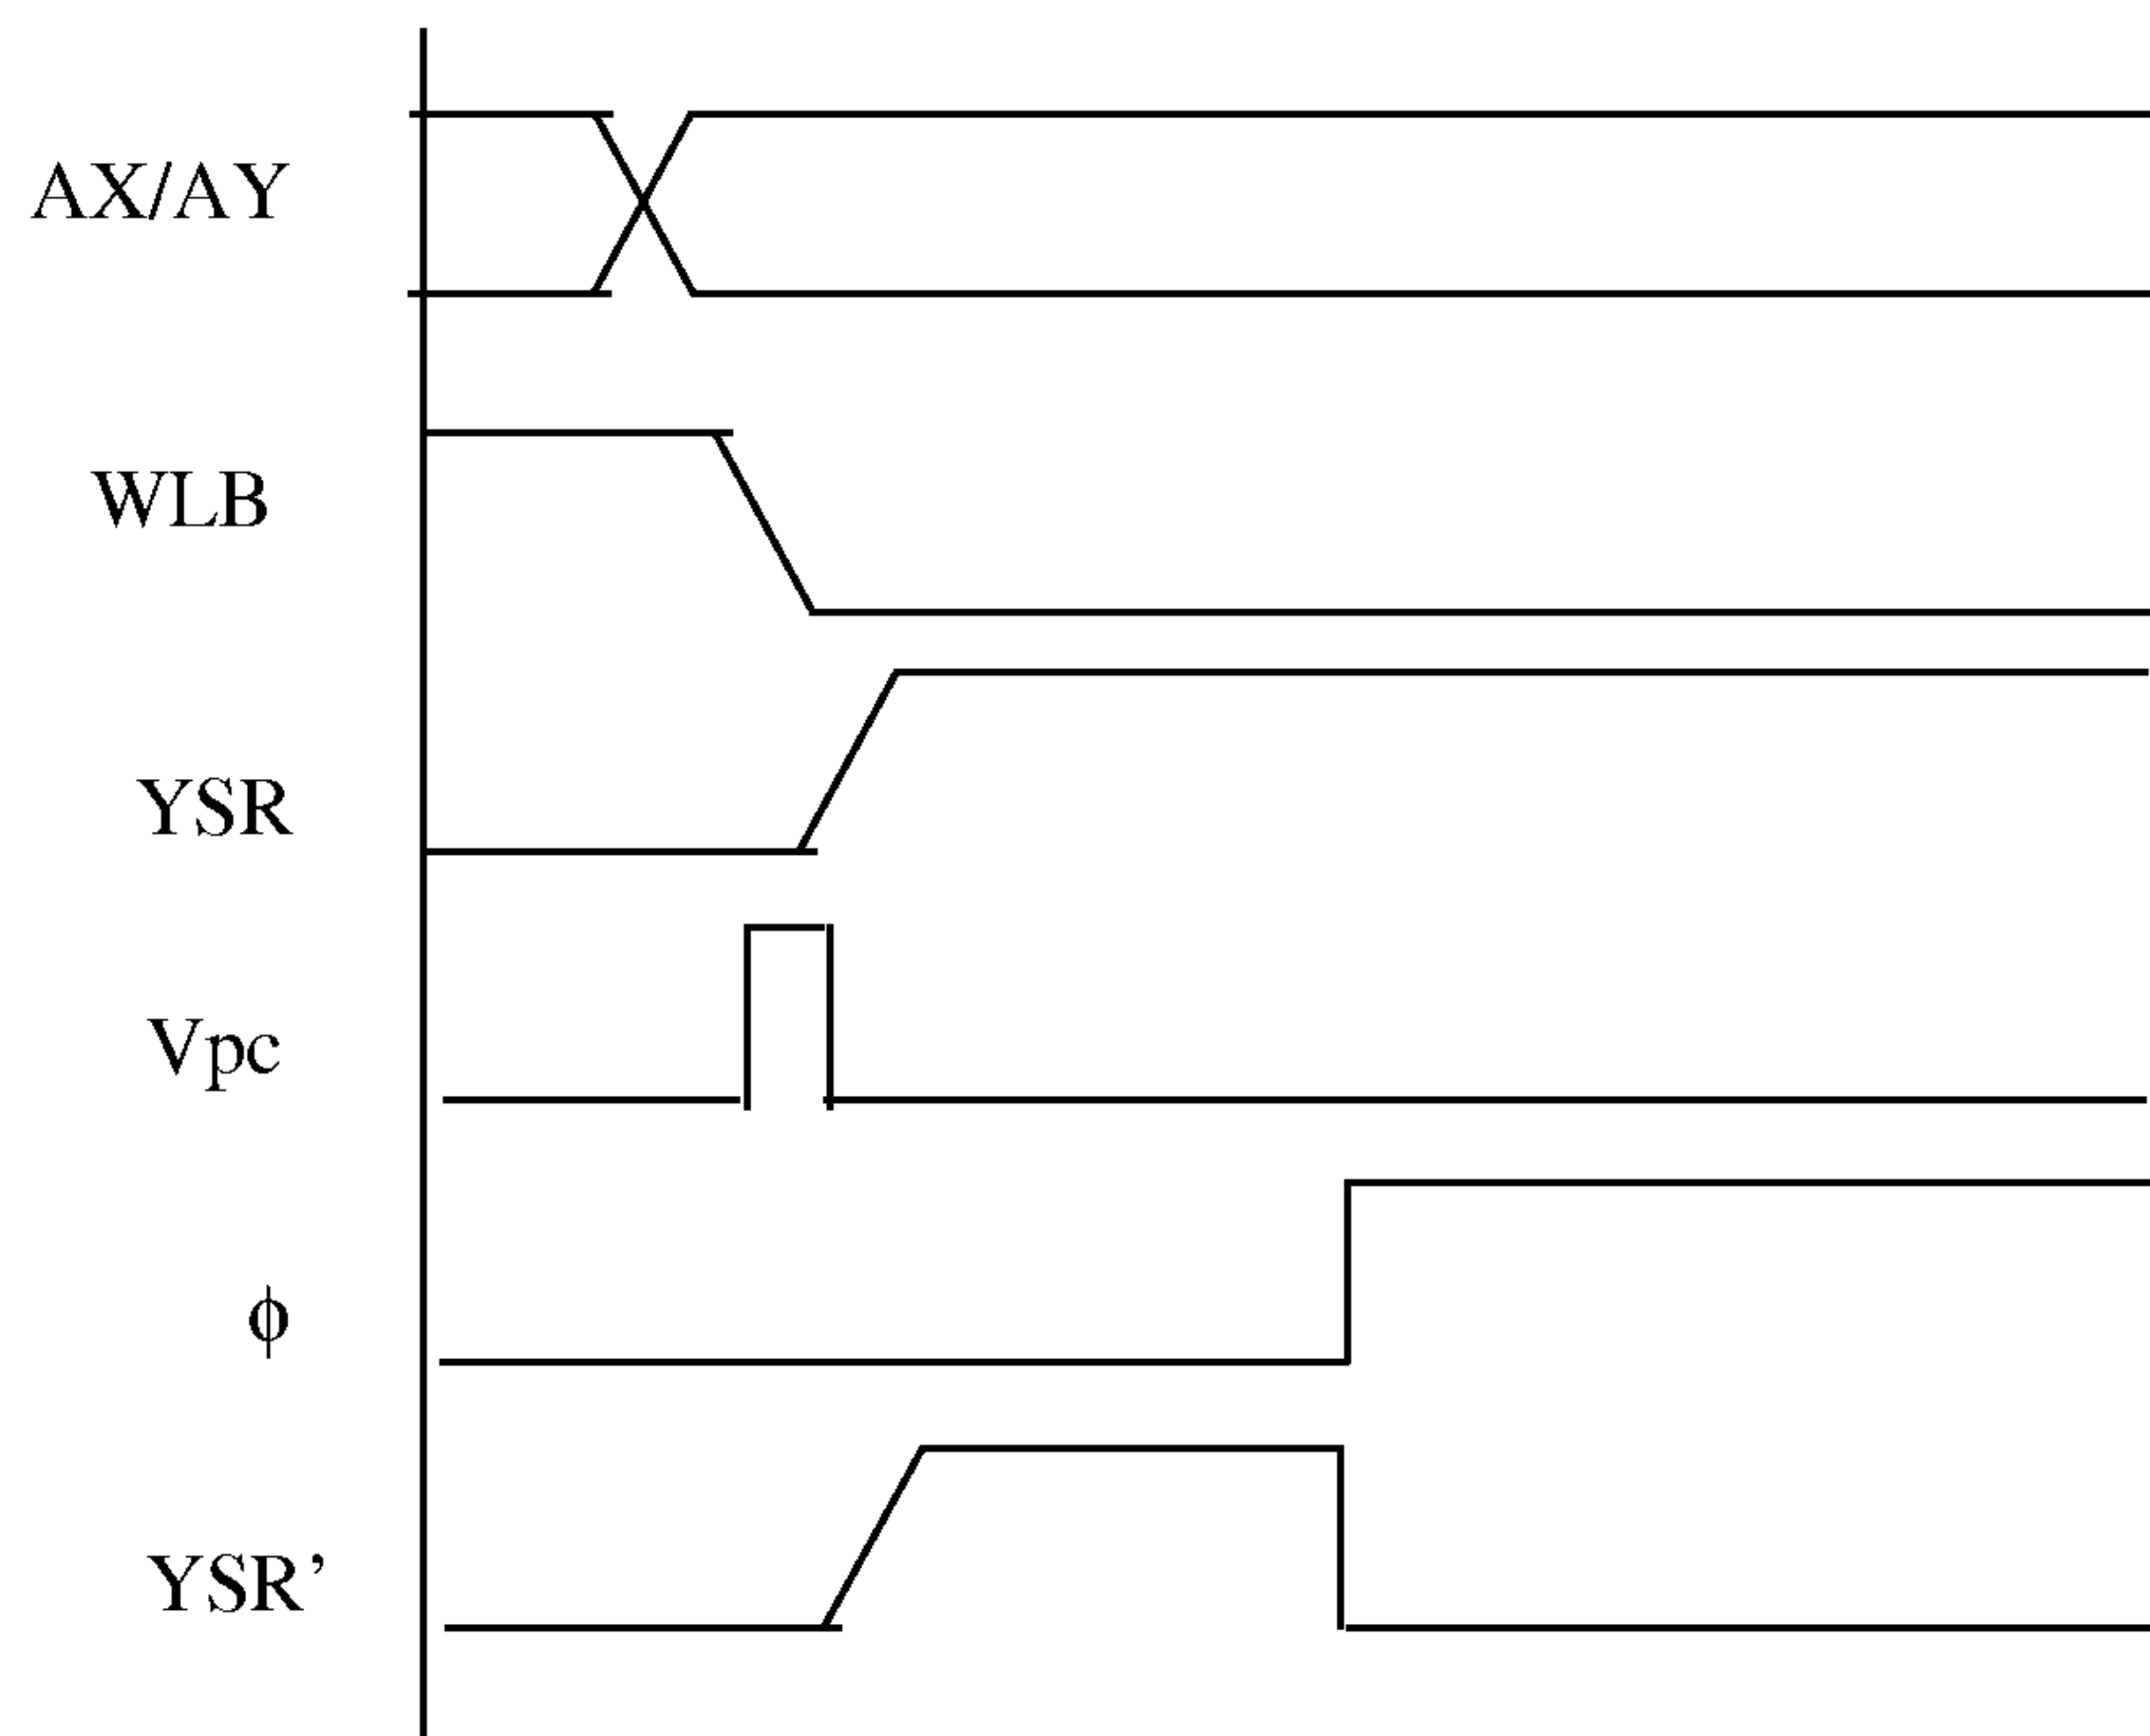 AX/AY
WLB
YSR
Vpc
ϕ
YSR’